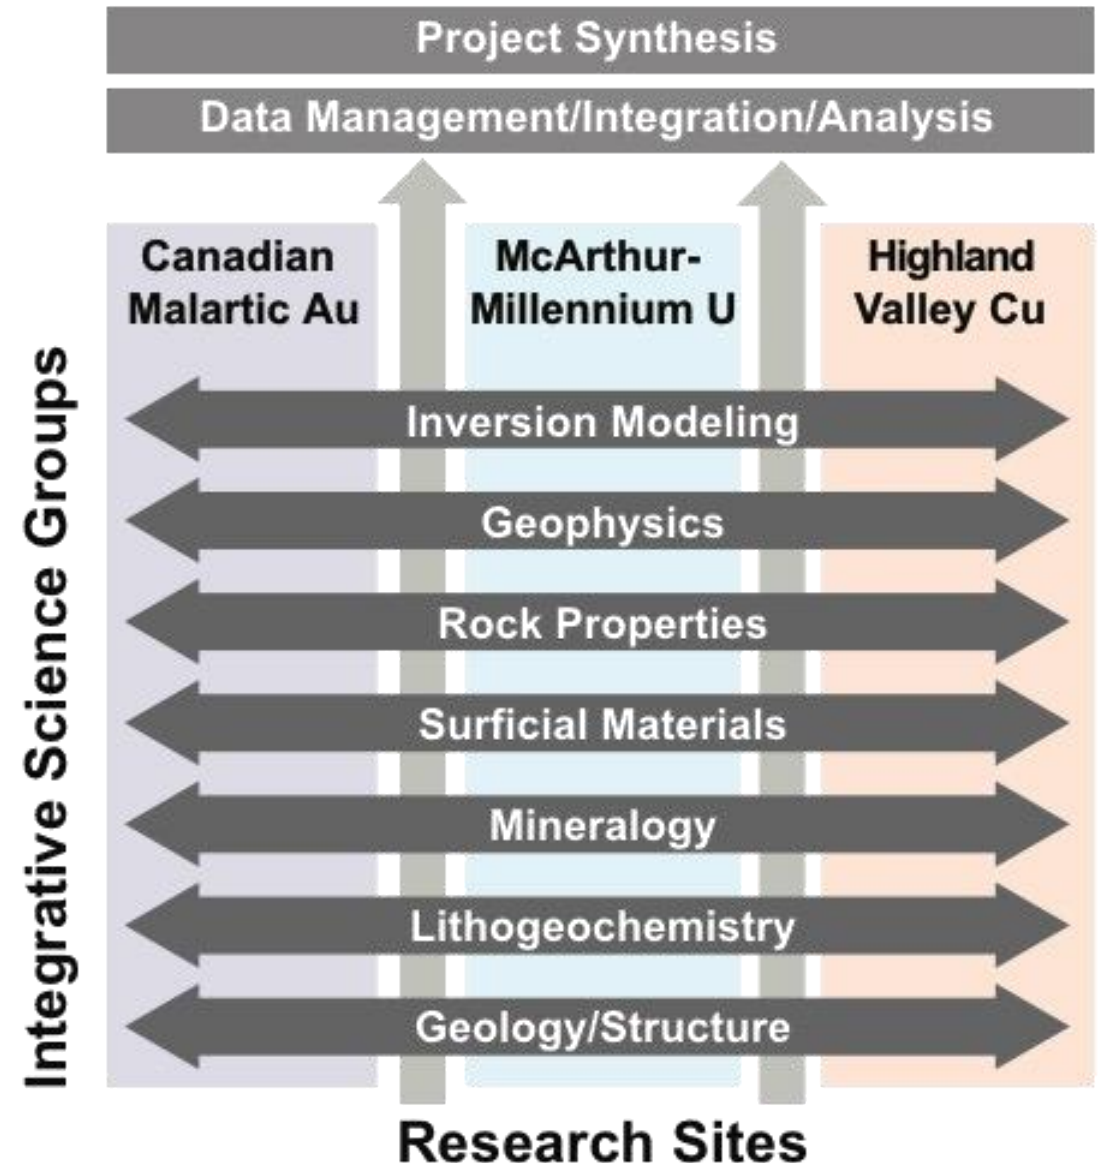 Project Synthesis
Data Management/Integration/Analysis
Canadian
Malartic Au
McArthur-
Millennium U
Highland
Valley Cu
Integrative Science Groups
Inversion Modeling
Geophysics
Rock Properties
Surficial Materials
Mineralogy
Lithogeochemistry
Geology/Structure
Research Sites